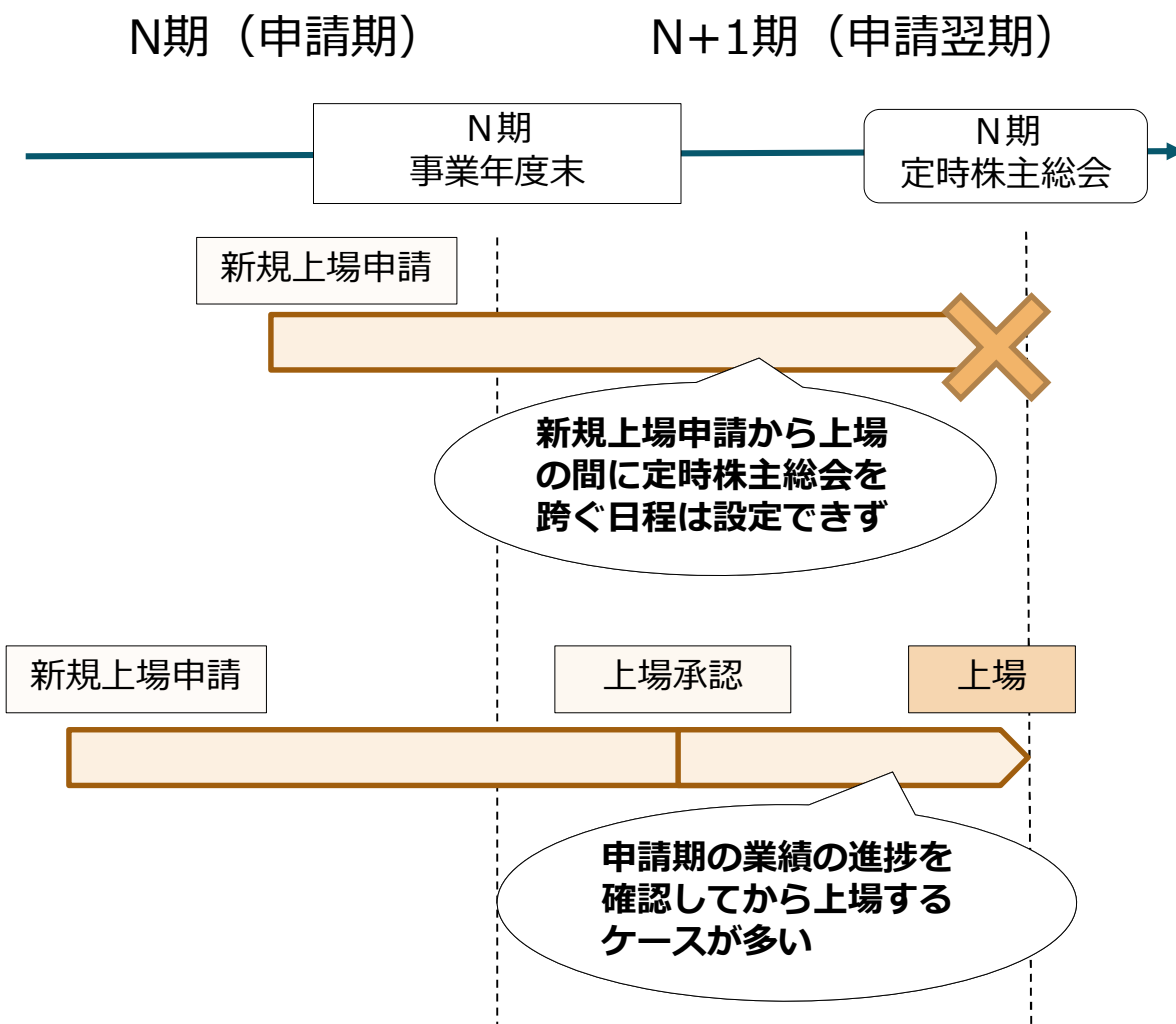 N期（申請期）
N+1期（申請翌期）
Ｎ期
事業年度末
Ｎ期
定時株主総会
新規上場申請
新規上場申請から上場
の間に定時株主総会を
跨ぐ日程は設定できず
新規上場申請
上場承認
上場
申請期の業績の進捗を
確認してから上場する
ケースが多い